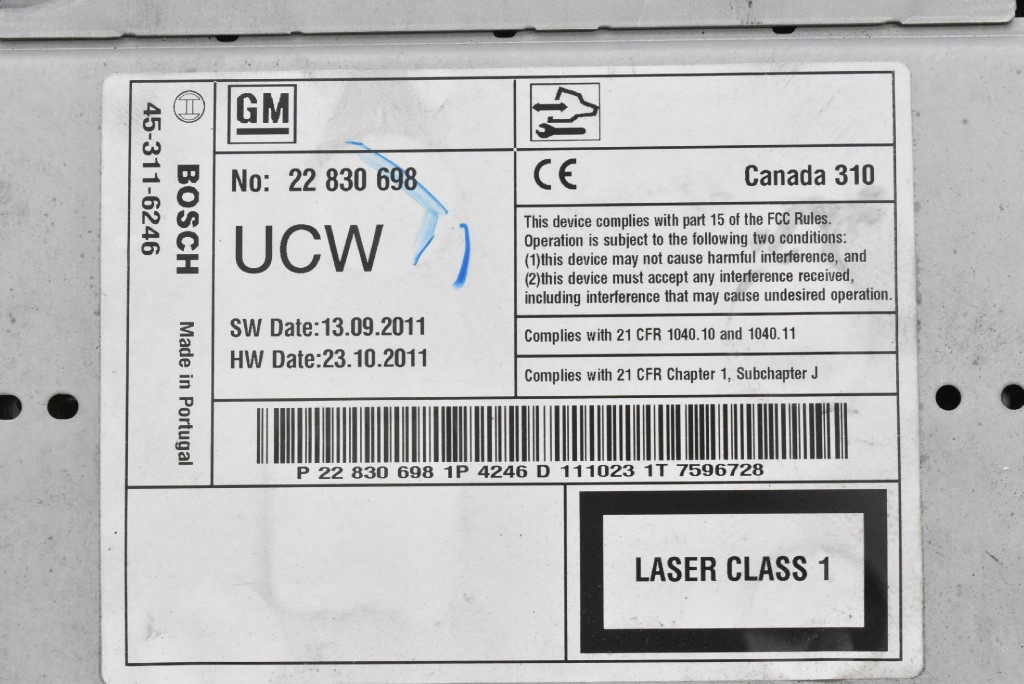 BOSCH
45-311-6246
Made in Portugal
GM
No: 22 830 698
UCW
SW Date:13.09.2011
HW Date:23.10.2011
CE
Canada 310
This device complies with part 15 of the FCC Rules.
Operation is subject to the following two conditions:
(1)this device may not cause harmful interference, and
(2)this device must accept any interference received,
including interference that may cause undesired operation.
Complies with 21 CFR 1040.10 and 1040.11
Complies with 21 CFR Chapter 1, Subchapter J
P 22 830 698 1P 4246 D 111023 1T 7596728
LASER CLASS 1